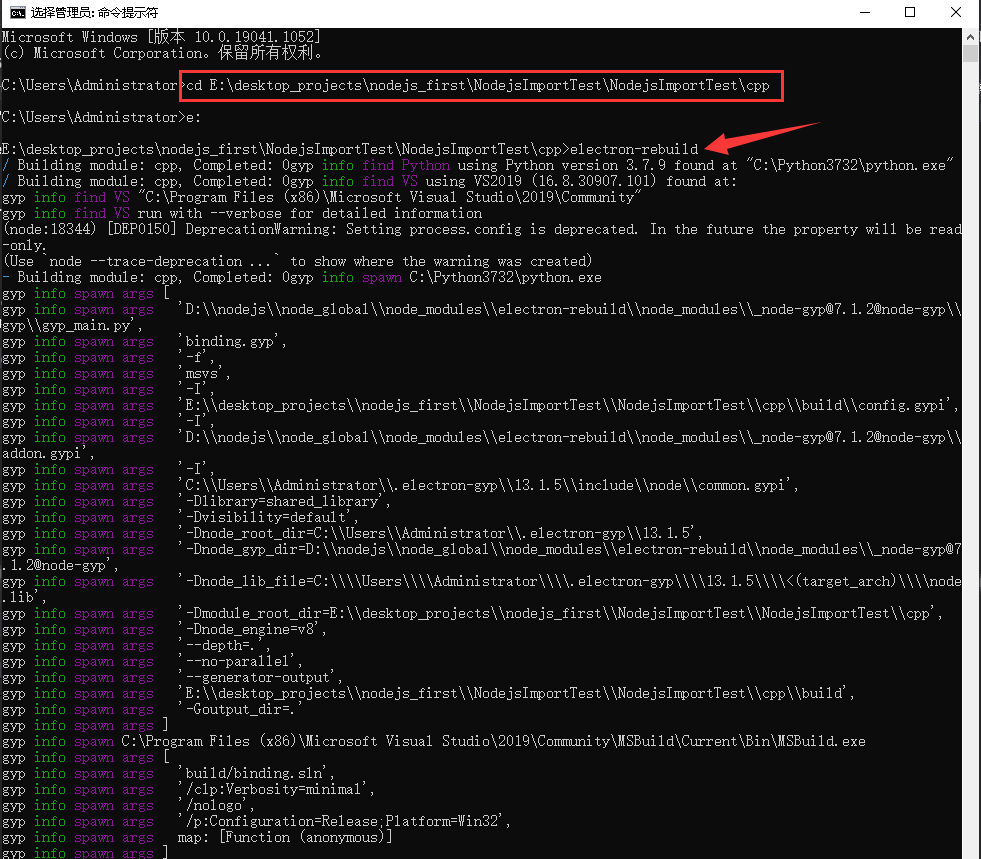 选择管理员: 命令提示符
Microsoft Windows [版本 10.0.19041.1052]
(c) Microsoft Corporation。保留所有权利。
C:\Users\Administrator>cd E:\desktop_projects\nodejs_first\NodejsImportTest\NodejsImportTest\cpp
C:\Users\Administrator>e:
E:\desktop_projects\nodejs_first\NodejsImportTest\NodejsImportTest\cpp>electron-rebuild
/ Building module: cpp, Completed: 0gyp info find Python using Python version 3.7.9 found at "C:\Python3732\python.exe"
/ Building module: cpp, Completed: 0gyp info find VS using VS2019 (16.8.30907.101) found at:
gyp info find VS "C:\Program Files (x86)\Microsoft Visual Studio\2019\Community"
gyp info find VS run with --verbose for detailed information
(node:18344) [DEP0150] DeprecationWarning: Setting process.config is deprecated. In the future the property will be read
-only.
(Use `node --trace-deprecation ...` to show where the warning was created)
- Building module: cpp, Completed: 0gyp info spawn C:\Python3732\python.exe
gyp info spawn args [
gyp info spawn args   'D:\\nodejs\\node_global\\node_modules\\electron-rebuild\\node_modules\\_node-gyp@7.1.2@node-gyp\\
gyp\\gyp_main.py',
gyp info spawn args   'binding.gyp',
gyp info spawn args   '-f',
gyp info spawn args   'msvs',
gyp info spawn args   '-I',
gyp info spawn args   'E:\\desktop_projects\\nodejs_first\\NodejsImportTest\\NodejsImportTest\\cpp\\build\\config.gypi',
gyp info spawn args   '-I',
gyp info spawn args   'D:\\nodejs\\node_global\\node_modules\\electron-rebuild\\node_modules\\_node-gyp@7.1.2@node-gyp\\
addon.gypi',
gyp info spawn args   '-I',
gyp info spawn args   'C:\\Users\\Administrator\\.electron-gyp\\13.1.5\\include\\node\\common.gypi',
gyp info spawn args   '-Dlibrary=shared_library',
gyp info spawn args   '-Dvisibility=default',
gyp info spawn args   '-Dnode_root_dir=C:\\Users\\Administrator\\.electron-gyp\\13.1.5',
gyp info spawn args   '-Dnode_gyp_dir=D:\\nodejs\\node_global\\node_modules\\electron-rebuild\\node_modules\\_node-gyp@7
.1.2@node-gyp',
gyp info spawn args   '-Dnode_lib_file=C:\\\\Users\\\\Administrator\\\\.electron-gyp\\\\13.1.5\\\\<(target_arch)\\\\node
.lib',
gyp info spawn args   '-Dmodule_root_dir=E:\\desktop_projects\\nodejs_first\\NodejsImportTest\\NodejsImportTest\\cpp',
gyp info spawn args   '-Dnode_engine=v8',
gyp info spawn args   '--depth=.',
gyp info spawn args   '--no-parallel',
gyp info spawn args   '--generator-output',
gyp info spawn args   'E:\\desktop_projects\\nodejs_first\\NodejsImportTest\\NodejsImportTest\\cpp\\build',
gyp info spawn args   '-Goutput_dir=.'
gyp info spawn args ]
gyp info spawn C:\Program Files (x86)\Microsoft Visual Studio\2019\Community\MSBuild\Current\Bin\MSBuild.exe
gyp info spawn args [
gyp info spawn args   'build/binding.sln',
gyp info spawn args   '/clp:Verbosity=minimal',
gyp info spawn args   '/nologo',
gyp info spawn args   '/p:Configuration=Release;Platform=Win32',
gyp info spawn args   map: [Function (anonymous)]
gyp info spawn args ]